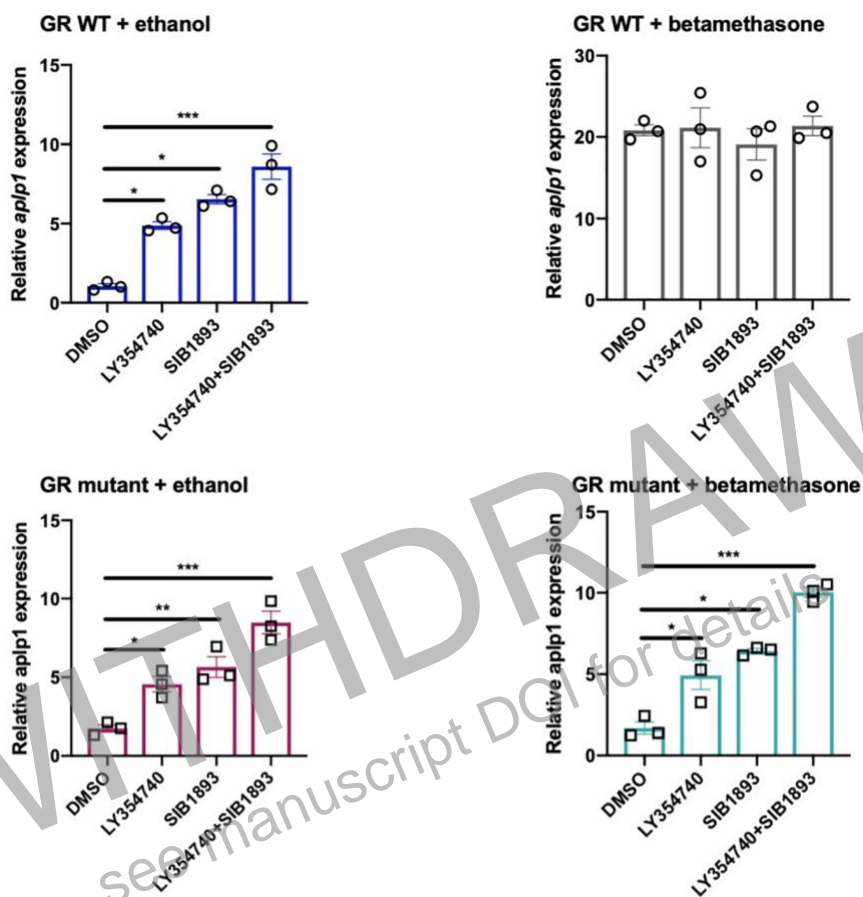 GR WT + ethanol
Relative aplp1 expression
15
10
5
0
***
*
*
DMSO
LY354740
SIB1893
LY354740+SIB1893
GR WT + betamethasone
Relative aplp1 expression
30
20
10
0
DMSO
LY354740
SIB1893
LY354740+SIB1893
GR mutant + ethanol
Relative aplp1 expression
15
10
5
0
***
**
*
DMSO
LY354740
SIB1893
LY354740+SIB1893
GR mutant + betamethasone
Relative aplp1 expression
15
10
5
0
***
*
*
DMSO
LY354740
SIB1893
LY354740+SIB1893
WITHDRAW
see manuscript DOI for details